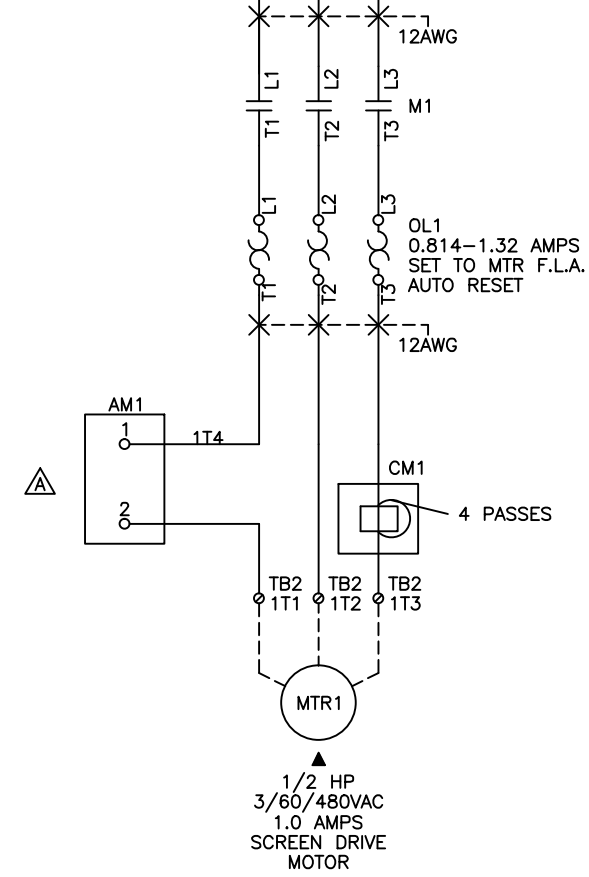 12AWG
L1
L2
L3
M1
T1
T2
T3
L1
L2
L3
OL1
0.814-1.32 AMPS
SET TO MTR F.L.A.
AUTO RESET
T1
T2
T3
12AWG
AM1
1
1T4
A
2
CM1
4 PASSES
TB2
1T1
TB2
1T2
TB2
1T3
MTR1
1/2 HP
3/60/480VAC
1.0 AMPS
SCREEN DRIVE
MOTOR